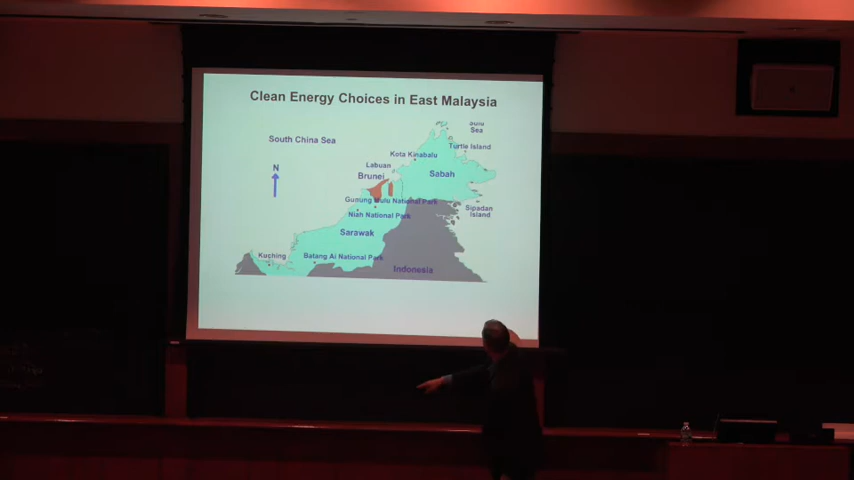 Clean Energy Choices in East Malaysia
Sea
South China Sea
Turtle Island
Kota Kinabalu
Labuan
N
Brunei
Sabah
Gunung Mulu National Park
Sipadan
Island
Niah National Park
Sarawak
Kuching
Batang Ai National Park
Indonesia